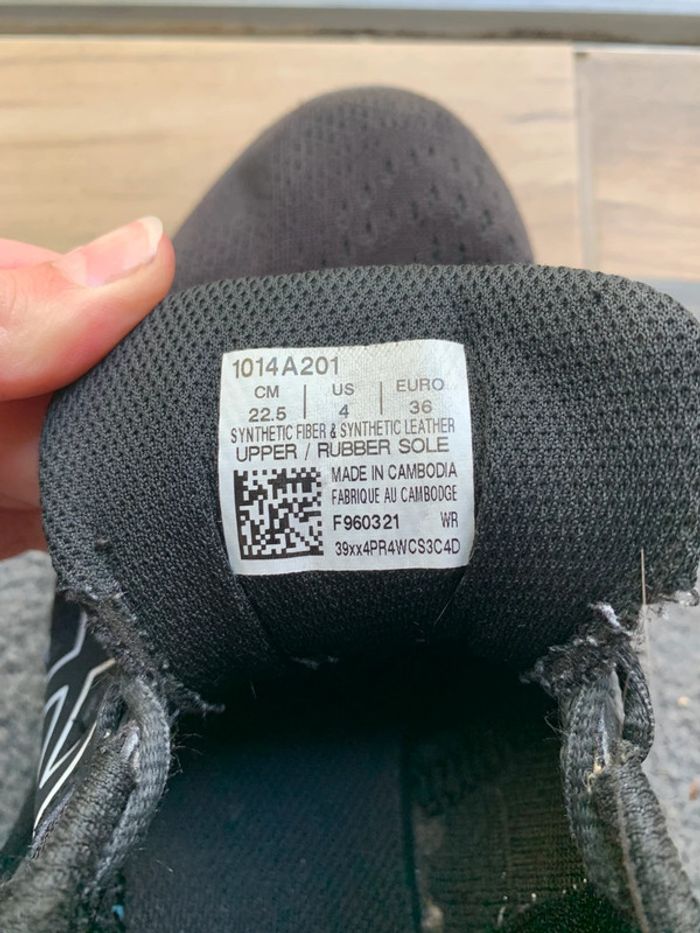 1014A201
CM | US | EURO
22.5 | 4 | 36
SYNTHETIC FIBER & SYNTHETIC LEATHER
UPPER / RUBBER SOLE
MADE IN CAMBODIA
FABRIQUE AU CAMBODGE
F960321 WR
39xx4PR4WCS3C4D